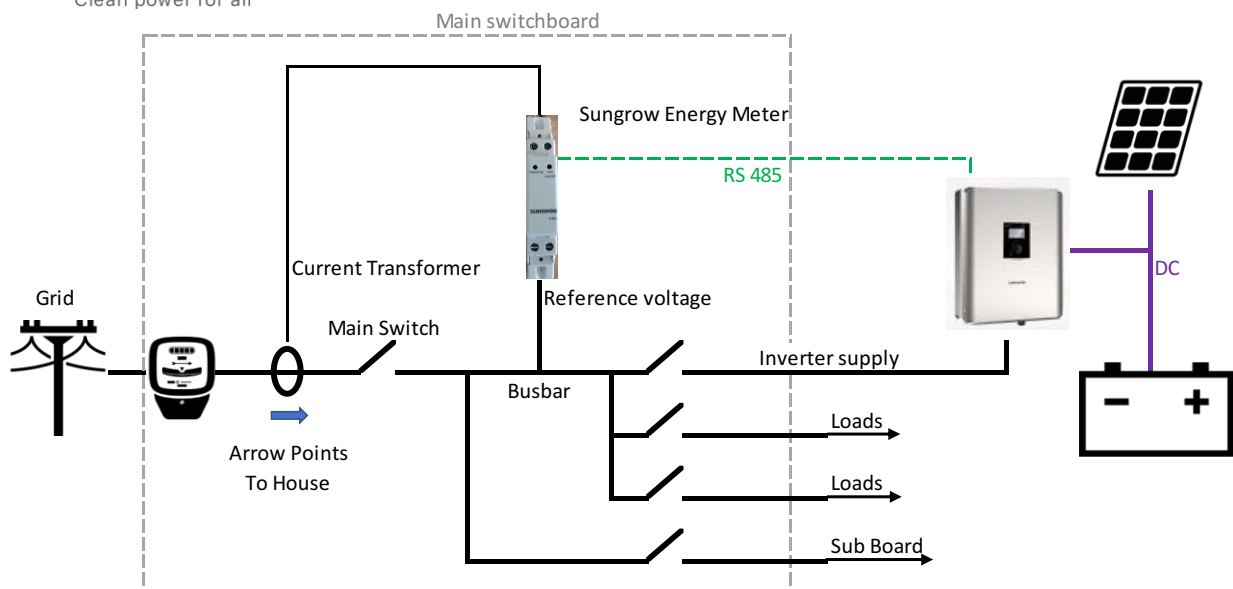 Clean power for all
Main switchboard
Sungrow Energy Meter
RS 485
Current Transformer
DC
Grid
Reference voltage
Main Switch
Inverter supply
Busbar
Arrow Points
To House
Loads
Loads
Sub Board
SUNGROW